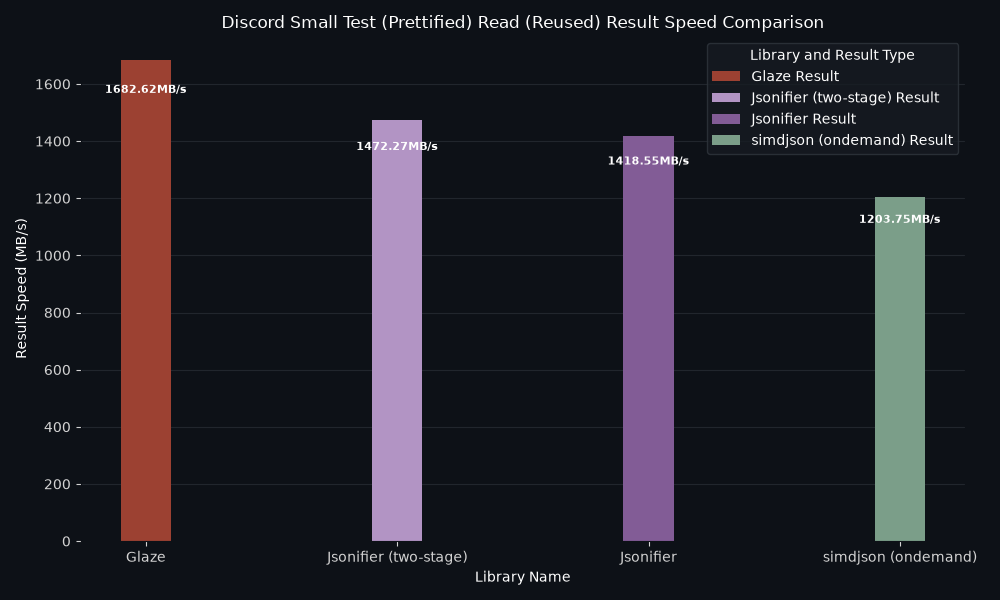 Discord Small Test (Prettified) Read (Reused) Result Speed Comparison
Library and Result Type
Glaze Result
Jsonifier (two-stage) Result
Jsonifier Result
simdjson (ondemand) Result
Result Speed (MB/s)
1600
1400
1200
1000
800
600
400
200
0
1682.62MB/s
1472.27MB/s
1418.55MB/s
1203.75MB/s
Glaze
Jsonifier (two-stage)
Jsonifier
simdjson (ondemand)
Library Name